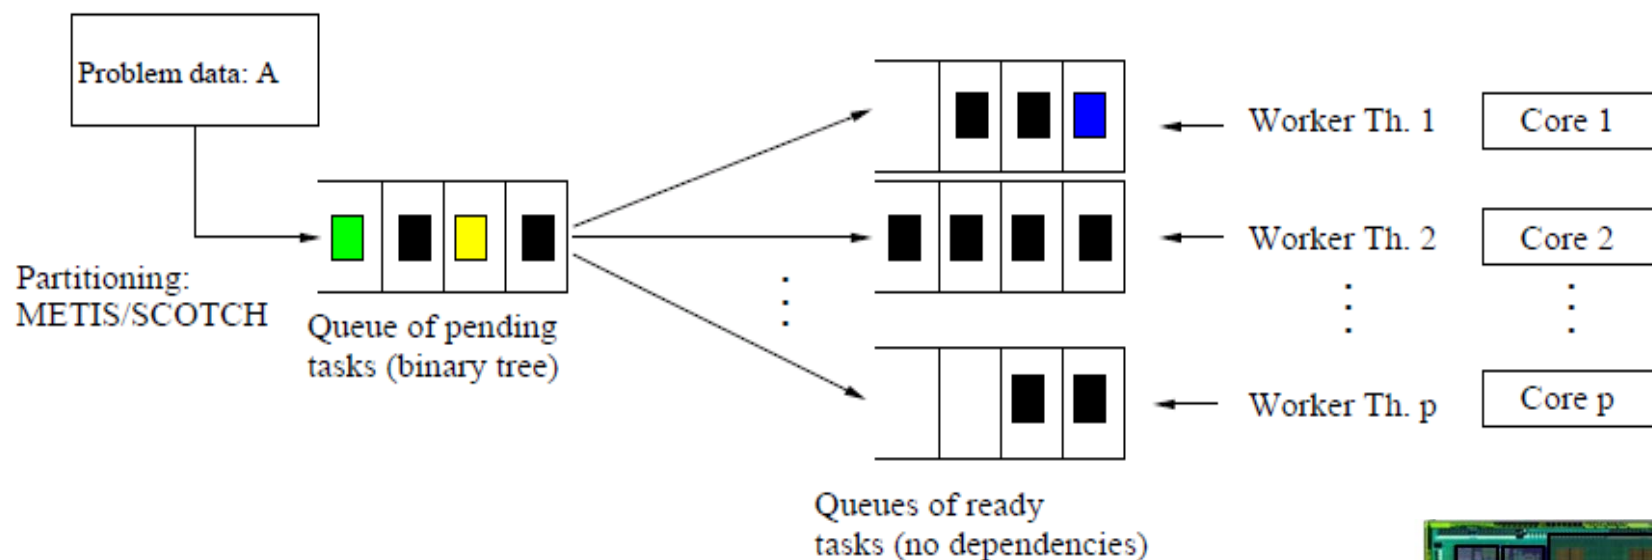 Problem data: A
Partitioning:
METIS/SCOTCH
Queue of pending
tasks (binary tree)
Worker Th. 1
Core 1
Worker Th. 2
Core 2
Worker Th. p
Core p
Queues of ready
tasks (no dependencies)